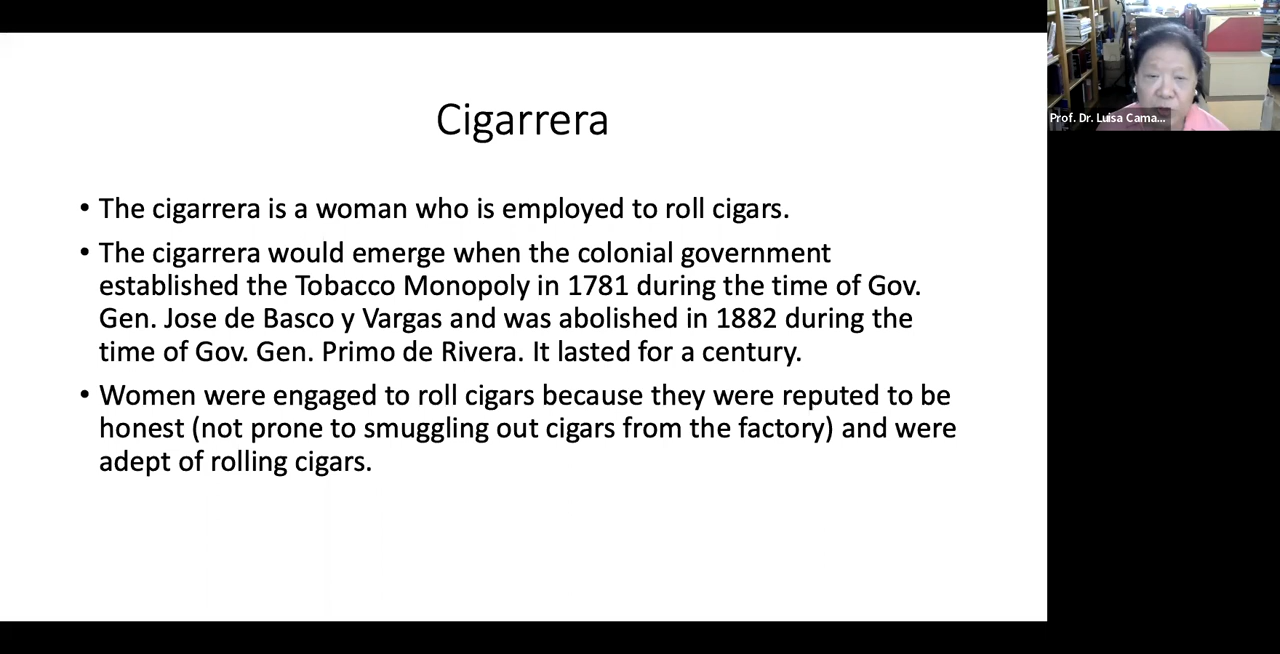 Cigarrera
• The cigarrera is a woman who is employed to roll cigars.
• The cigarrera would emerge when the colonial government
established the Tobacco Monopoly in 1781 during the time of Gov.
Gen. Jose de Basco y Vargas and was abolished in 1882 during the
time of Gov. Gen. Primo de Rivera. It lasted for a century.
• Women were engaged to roll cigars because they were reputed to be
honest (not prone to smuggling out cigars from the factory) and were
adept of rolling cigars.
Prof. Dr. Luisa Cama...